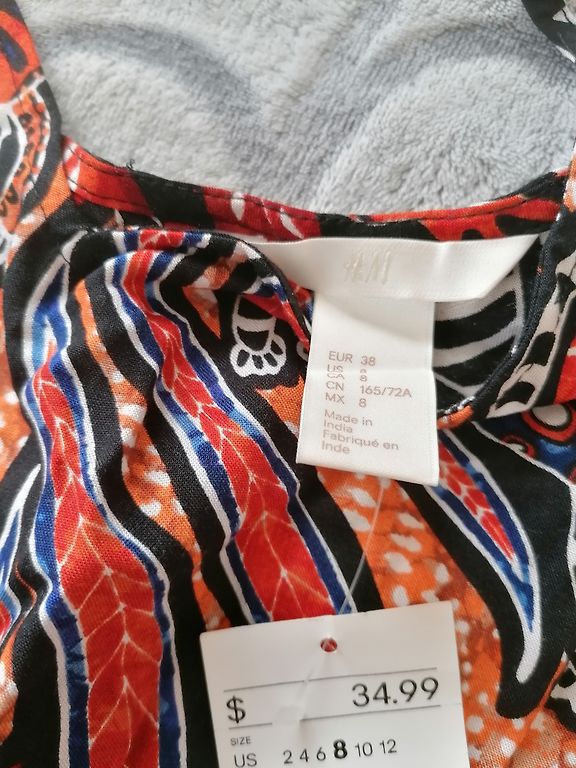 H&M
EUR 38
US 8
CA 8
CN 165/72A
MX 8
Made in
India
Fabriqué en
Inde
$ 34.99
SIZE
US 2 4 6 8 10 12